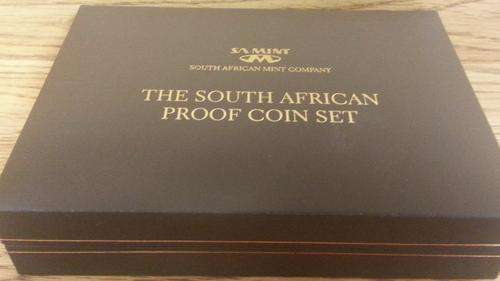 SA MINT
SOUTH AFRICAN MINT COMPANY
THE SOUTH AFRICAN
PROOF COIN SET